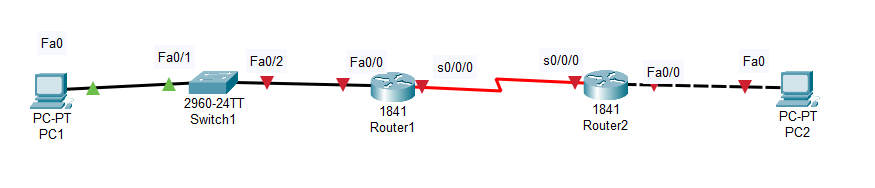 Fa0
Fa0/1
Fa0/2
Fa0/0
s0/0/0
s0/0/0
Fa0/0
Fa0
PC-PT
PC1
2960-24TT
Switch1
1841
Router1
1841
Router2
PC-PT
PC2